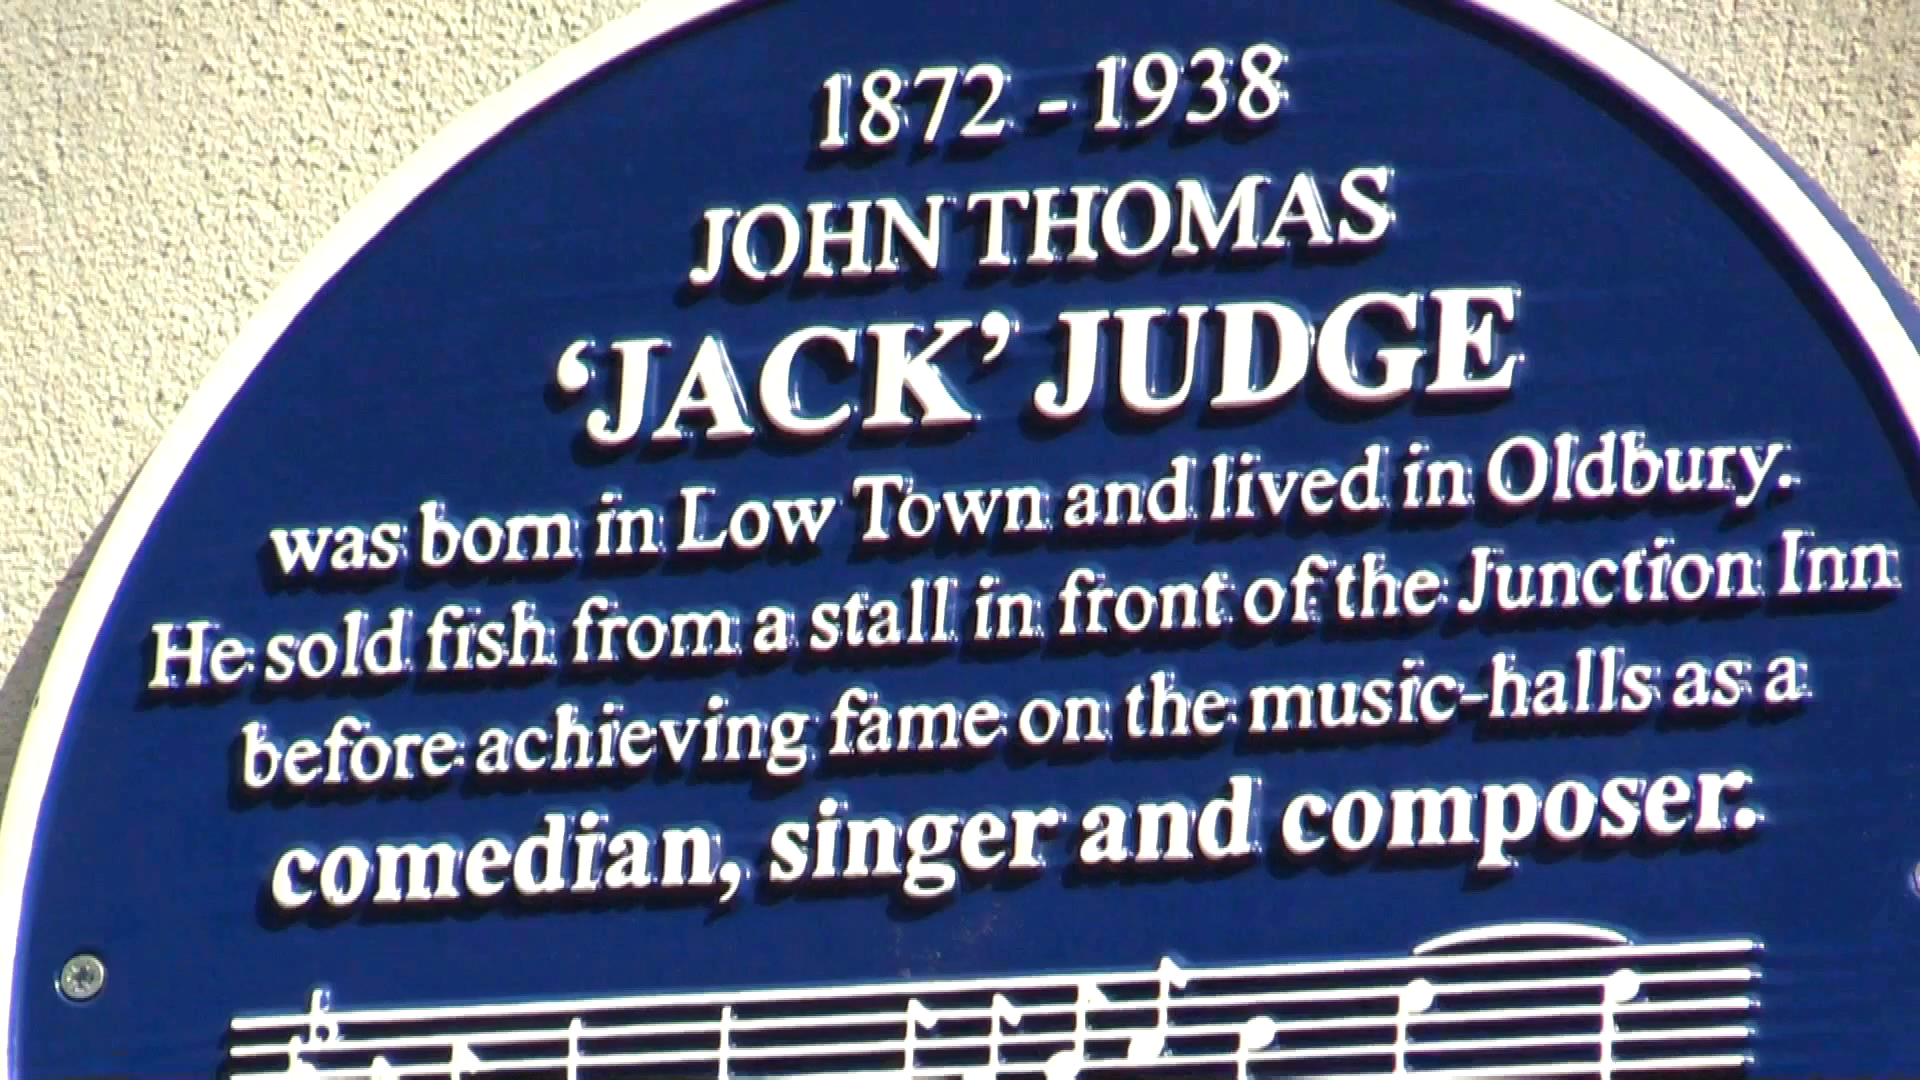 1872 - 1938
JOHN THOMAS
‘JACK’ JUDGE
was born in Low Town and lived in Oldbury.
He sold fish from a stall in front of the Junction Inn
before achieving fame on the music-halls as a
comedian, singer and composer.